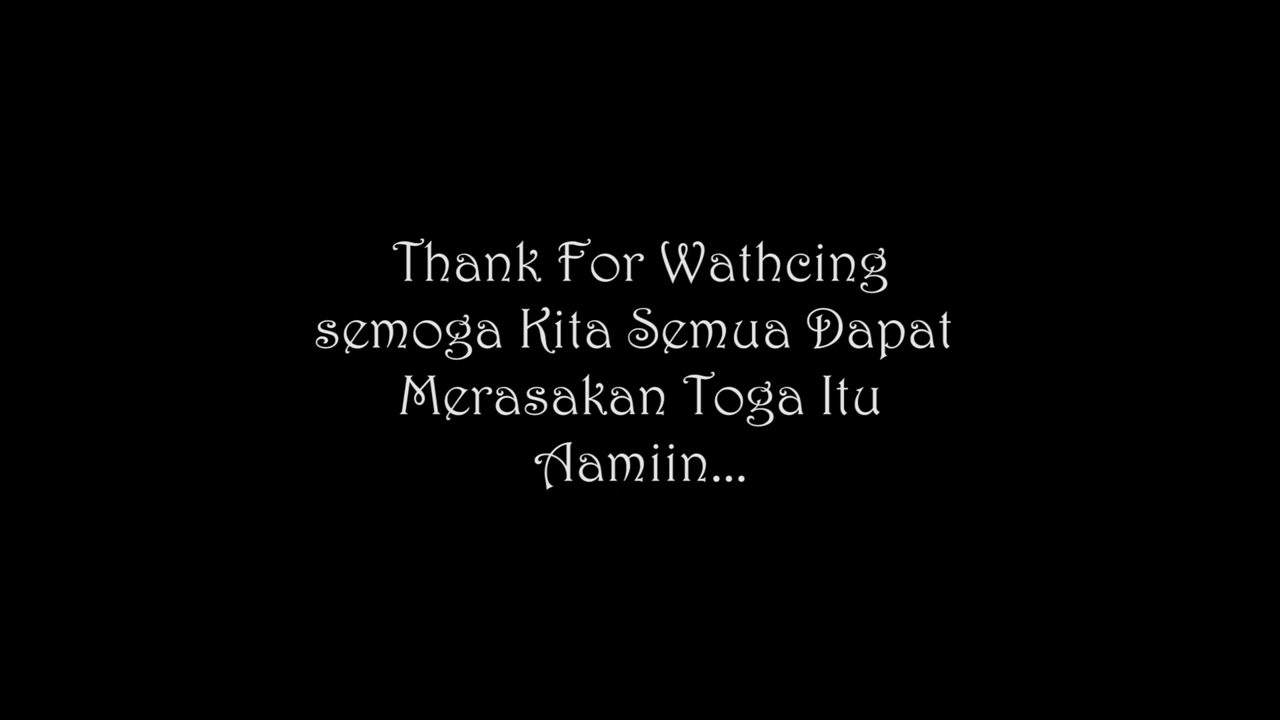 Thank For Wathcing
semoga Kita Semua Dapat
Merasakan Toga Itu
Aamiin...